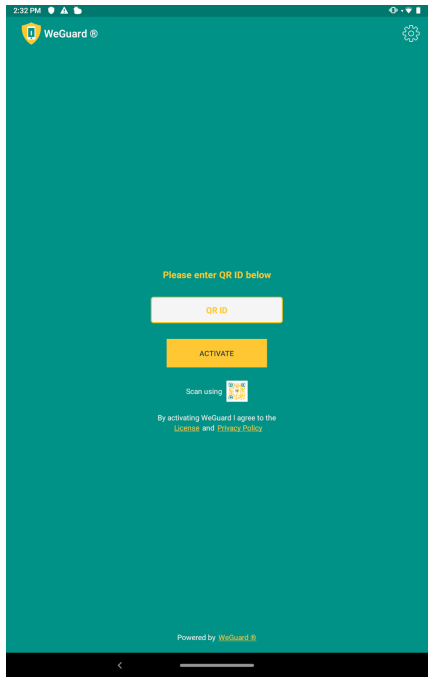 2:32 PM
WeGuard ®
Please enter QR ID below
QR ID
ACTIVATE
Scan using
By activating WeGuard I agree to the
License and Privacy Policy
Powered by WeGuard ®